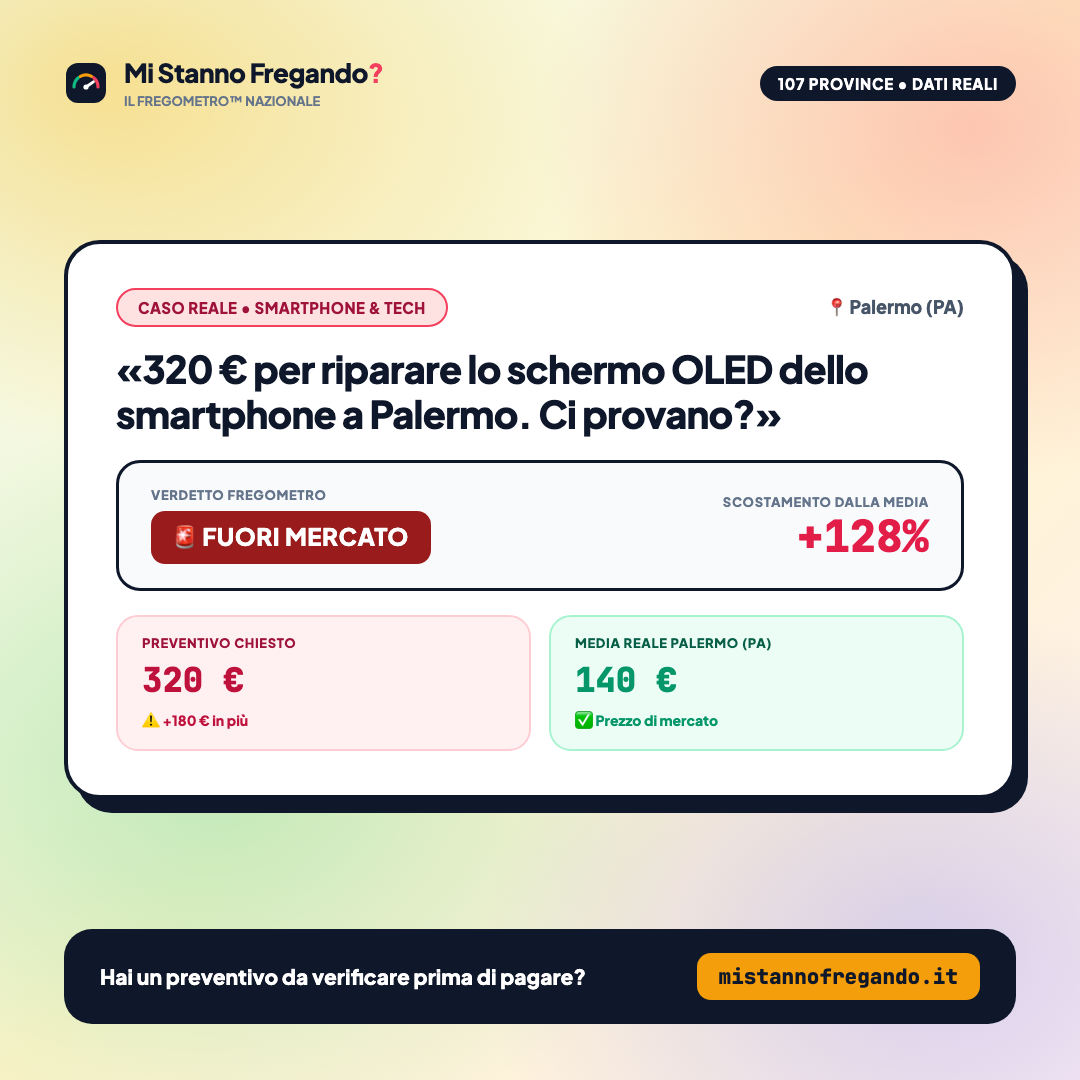 Mi Stanno Fregando?
IL FREGOMETRO™ NAZIONALE
107 PROVINCE ● DATI REALI
CASO REALE ● SMARTPHONE & TECH
📍 Palermo (PA)
«320 € per riparare lo schermo OLED dello
smartphone a Palermo. Ci provano?»
VERDETTO FREGOMETRO
🚨 FUORI MERCATO
SCOSTAMENTO DALLA MEDIA
+128%
PREVENTIVO CHIESTO
320 €
⚠️ +180 € in più
MEDIA REALE PALERMO (PA)
140 €
✅ Prezzo di mercato
Hai un preventivo da verificare prima di pagare?
mistannofregando.it